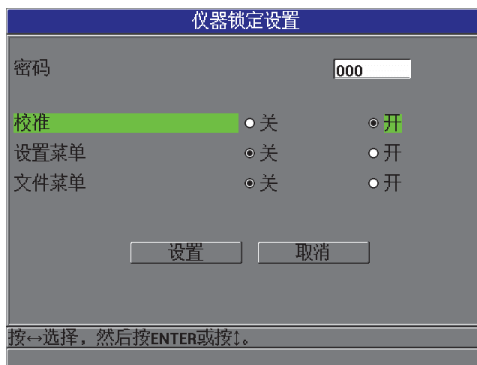 仪器锁定设置
密码 000
校准 关 开
设置菜单 关 开
文件菜单 关 开
设置 取消
按↔选择，然后按ENTER或按↕。